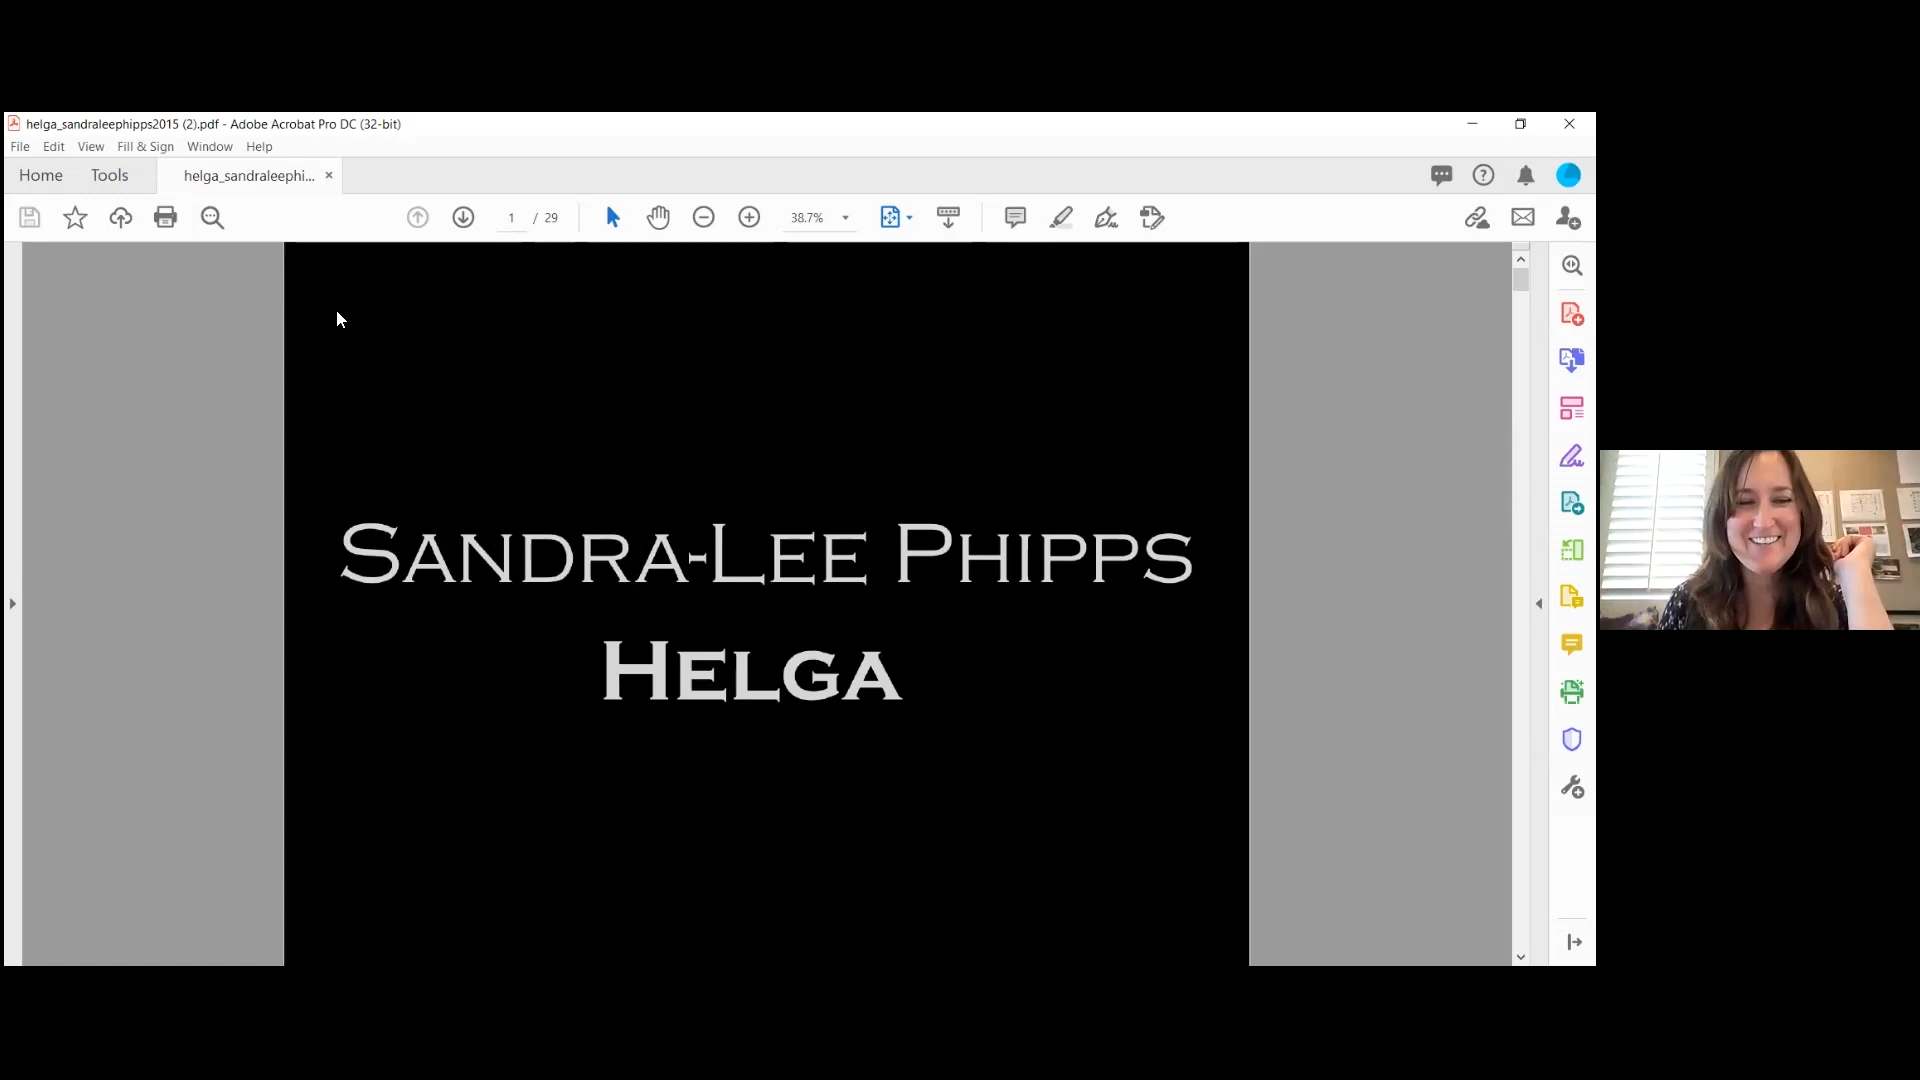 helga_sandraleephipps2015 (2).pdf - Adobe Acrobat Pro DC (32-bit)
File Edit View Fill & Sign Window Help
Home Tools helga_sandraleephi... ×
1 / 29 38.7%
SANDRA-LEE PHIPPS
HELGA